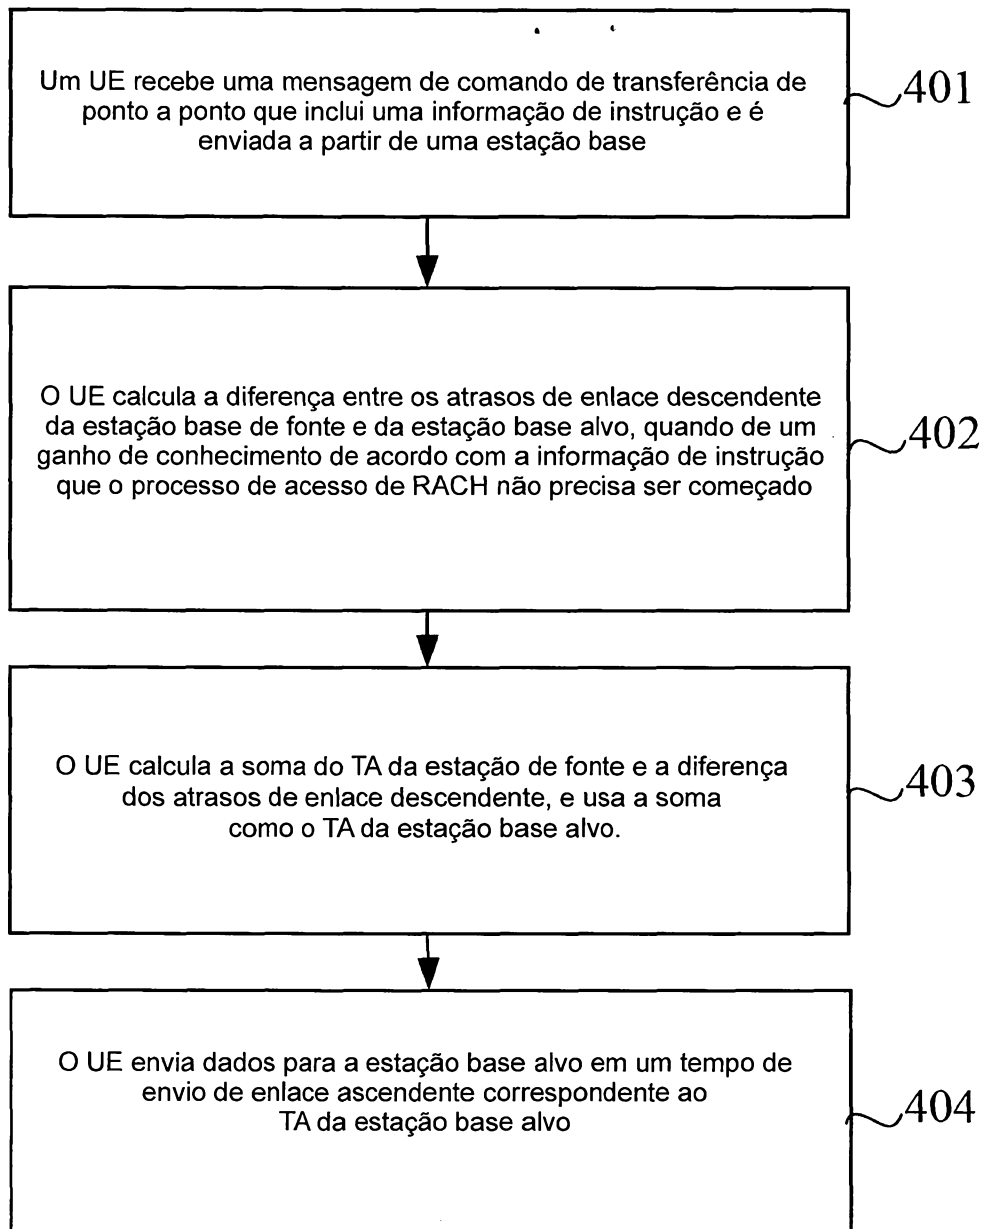 Um UE recebe uma mensagem de comando de transferência de
ponto a ponto que inclui uma informação de instrução e é
enviada a partir de uma estação base
401
O UE calcula a diferença entre os atrasos de enlace descendente
da estação base de fonte e da estação base alvo, quando de um
ganho de conhecimento de acordo com a informação de instrução
que o processo de acesso de RACH não precisa ser começado
402
O UE calcula a soma do TA da estação de fonte e a diferença
dos atrasos de enlace descendente, e usa a soma
como o TA da estação base alvo.
403
O UE envia dados para a estação base alvo em um tempo de
envio de enlace ascendente correspondente ao
TA da estação base alvo
404